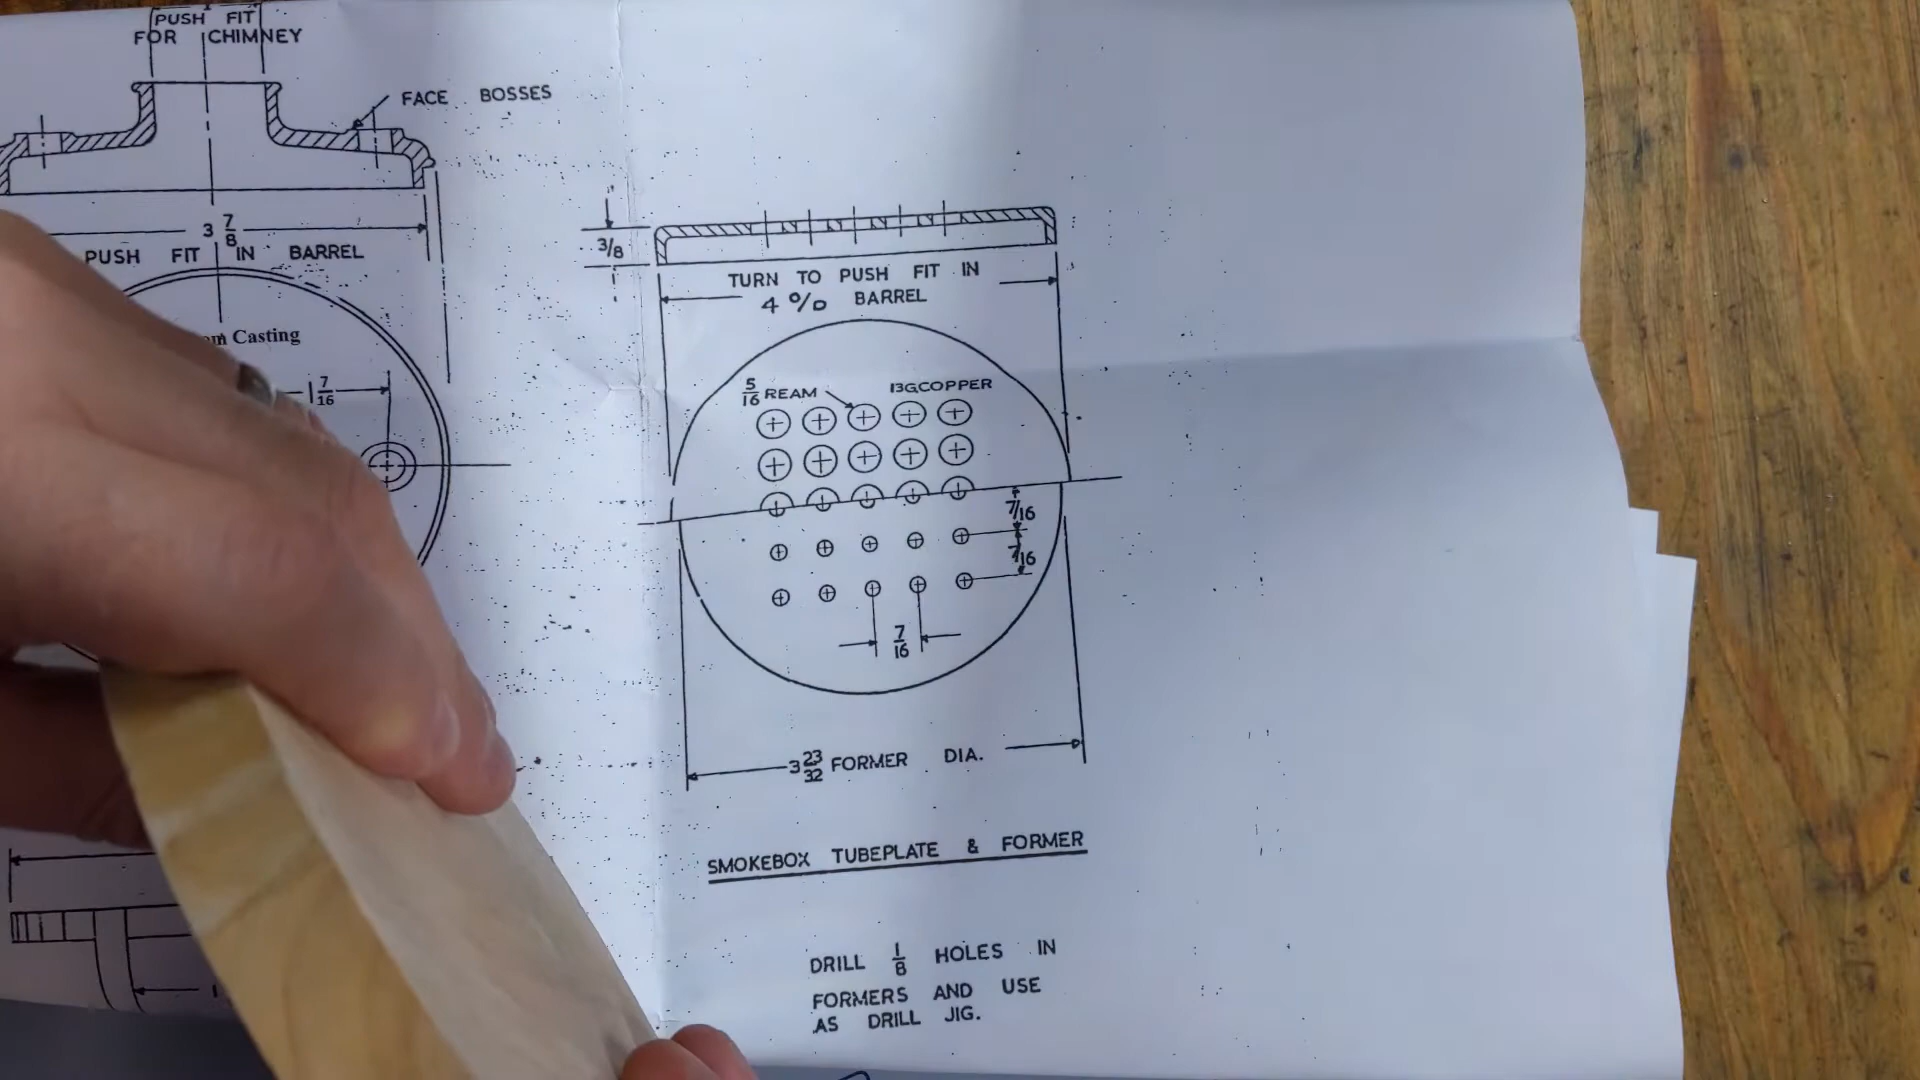 PUSH FIT
FOR CHIMNEY
FACE BOSSES
3 7/8
PUSH FIT IN BARREL
Casting
1 7/16
3/8
TURN TO PUSH FIT IN
4 O/D BARREL
5/16 REAM
13G.COPPER
7/16
7/16
7/16
3 23/32 FORMER DIA.
SMOKEBOX TUBEPLATE & FORMER
DRILL 1/8 HOLES IN
FORMERS AND USE
AS DRILL JIG.